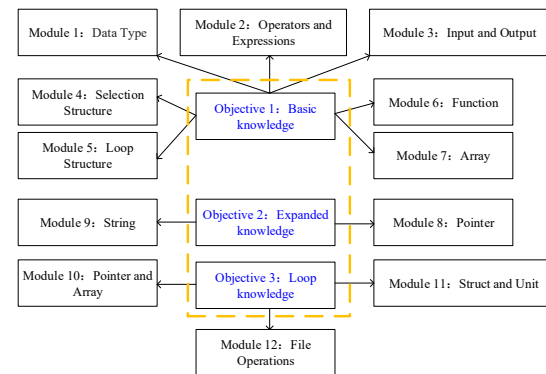 Module 1：Data Type
Module 2：Operators
and Expressions
Module 3：Input and Output
Module 4：Selection
Structure
Objective 1：Basic
knowledge
Module 6：Function
Module 5：Loop
Structure
Module 7：Array
Module 9：String
Objective 2：Expanded
knowledge
Module 8：Pointer
Module 10：Pointer and
Array
Objective 3：Loop
knowledge
Module 11：Struct and Unit
Module 12：File
Operations